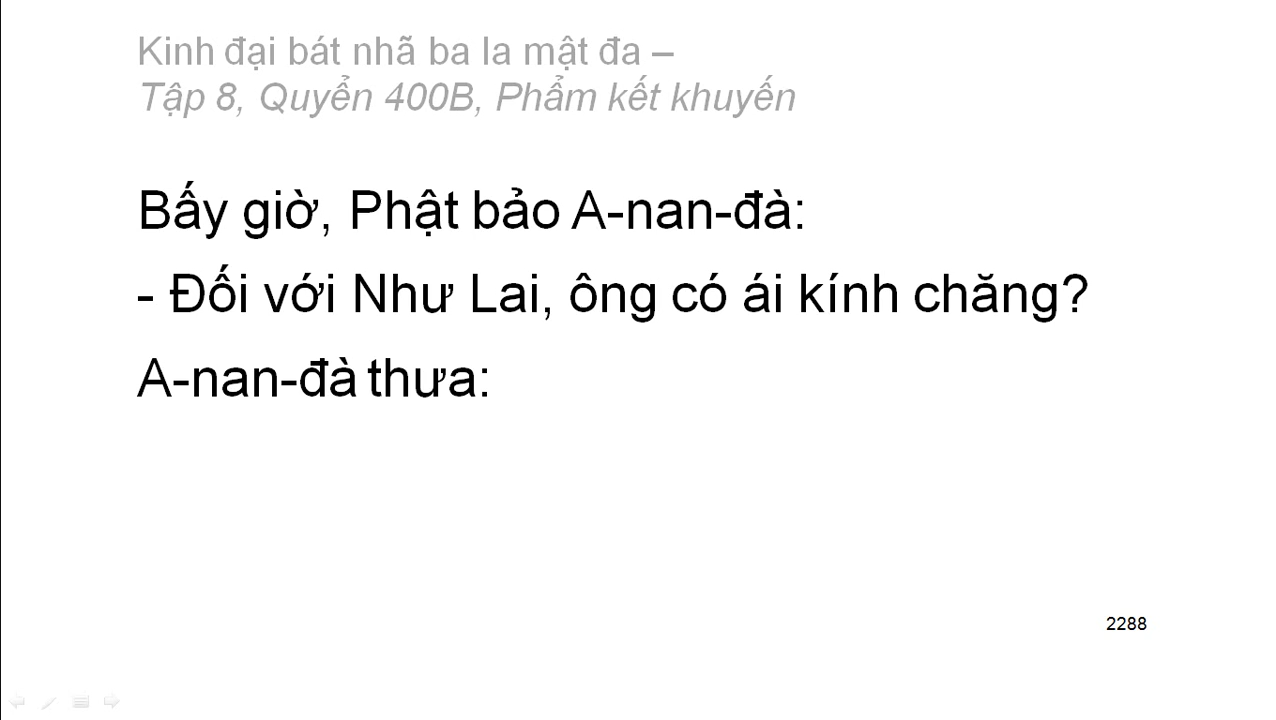 Kinh đại bát nhã ba la mật đa –
Tập 8, Quyển 400B, Phẩm kết khuyến
Bấy giờ, Phật bảo A-nan-đà:
- Đối với Như Lai, ông có ái kính chăng?
A-nan-đà thưa:
2288